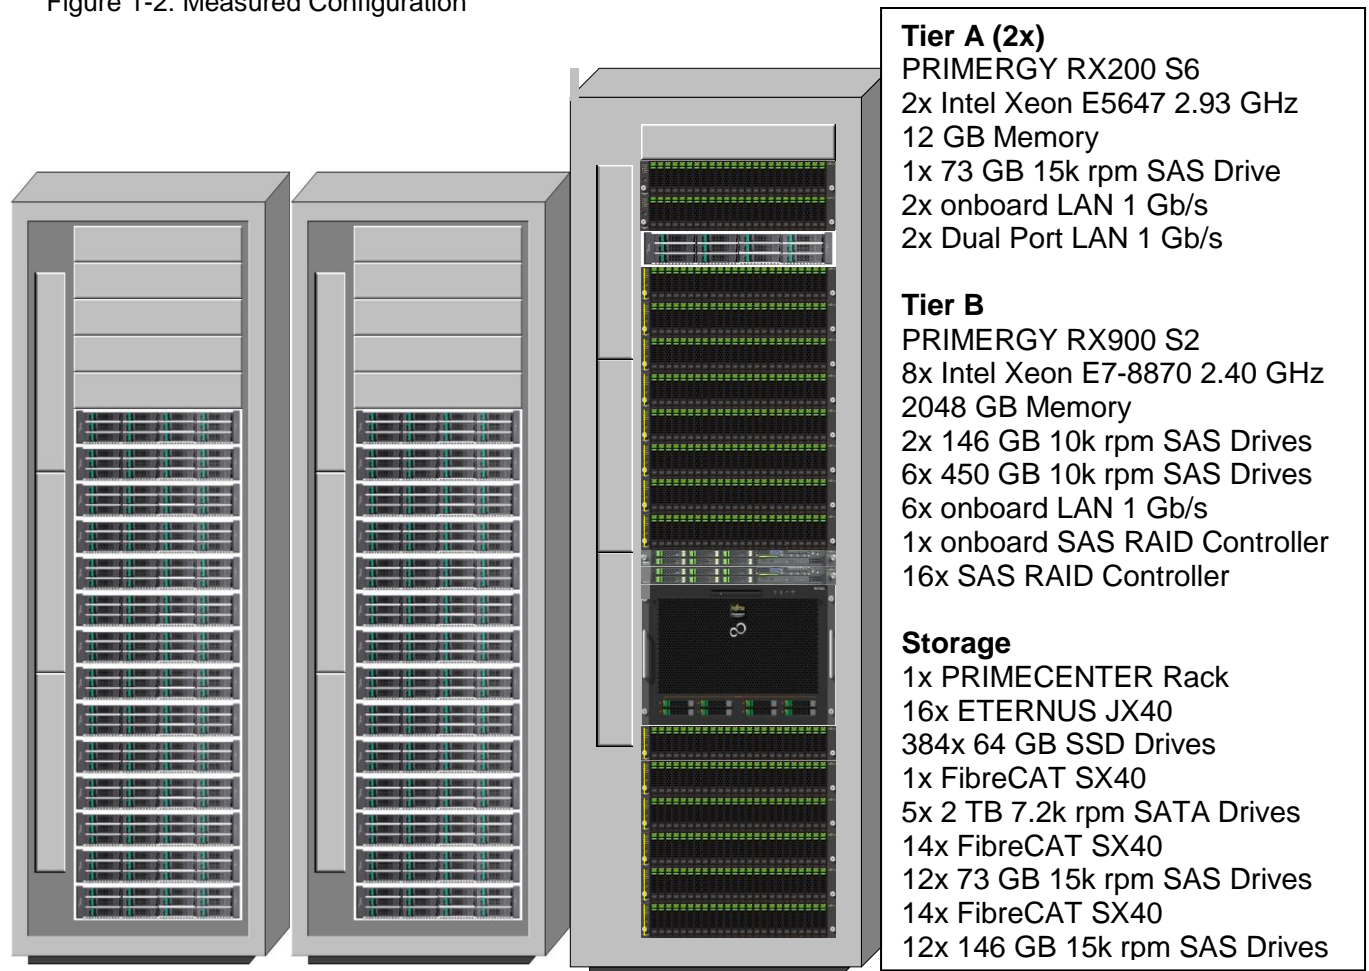 Figure 1-2. Measured Configuration
Tier A (2x)
PRIMERGY RX200 S6
2x Intel Xeon E5647 2.93 GHz
12 GB Memory
1x 73 GB 15k rpm SAS Drive
2x onboard LAN 1 Gb/s
2x Dual Port LAN 1 Gb/s
Tier B
PRIMERGY RX900 S2
8x Intel Xeon E7-8870 2.40 GHz
2048 GB Memory
2x 146 GB 10k rpm SAS Drives
6x 450 GB 10k rpm SAS Drives
6x onboard LAN 1 Gb/s
1x onboard SAS RAID Controller
16x SAS RAID Controller
Storage
1x PRIMECENTER Rack
16x ETERNUS JX40
384x 64 GB SSD Drives
1x FibreCAT SX40
5x 2 TB 7.2k rpm SATA Drives
14x FibreCAT SX40
12x 73 GB 15k rpm SAS Drives
14x FibreCAT SX40
12x 146 GB 15k rpm SAS Drives